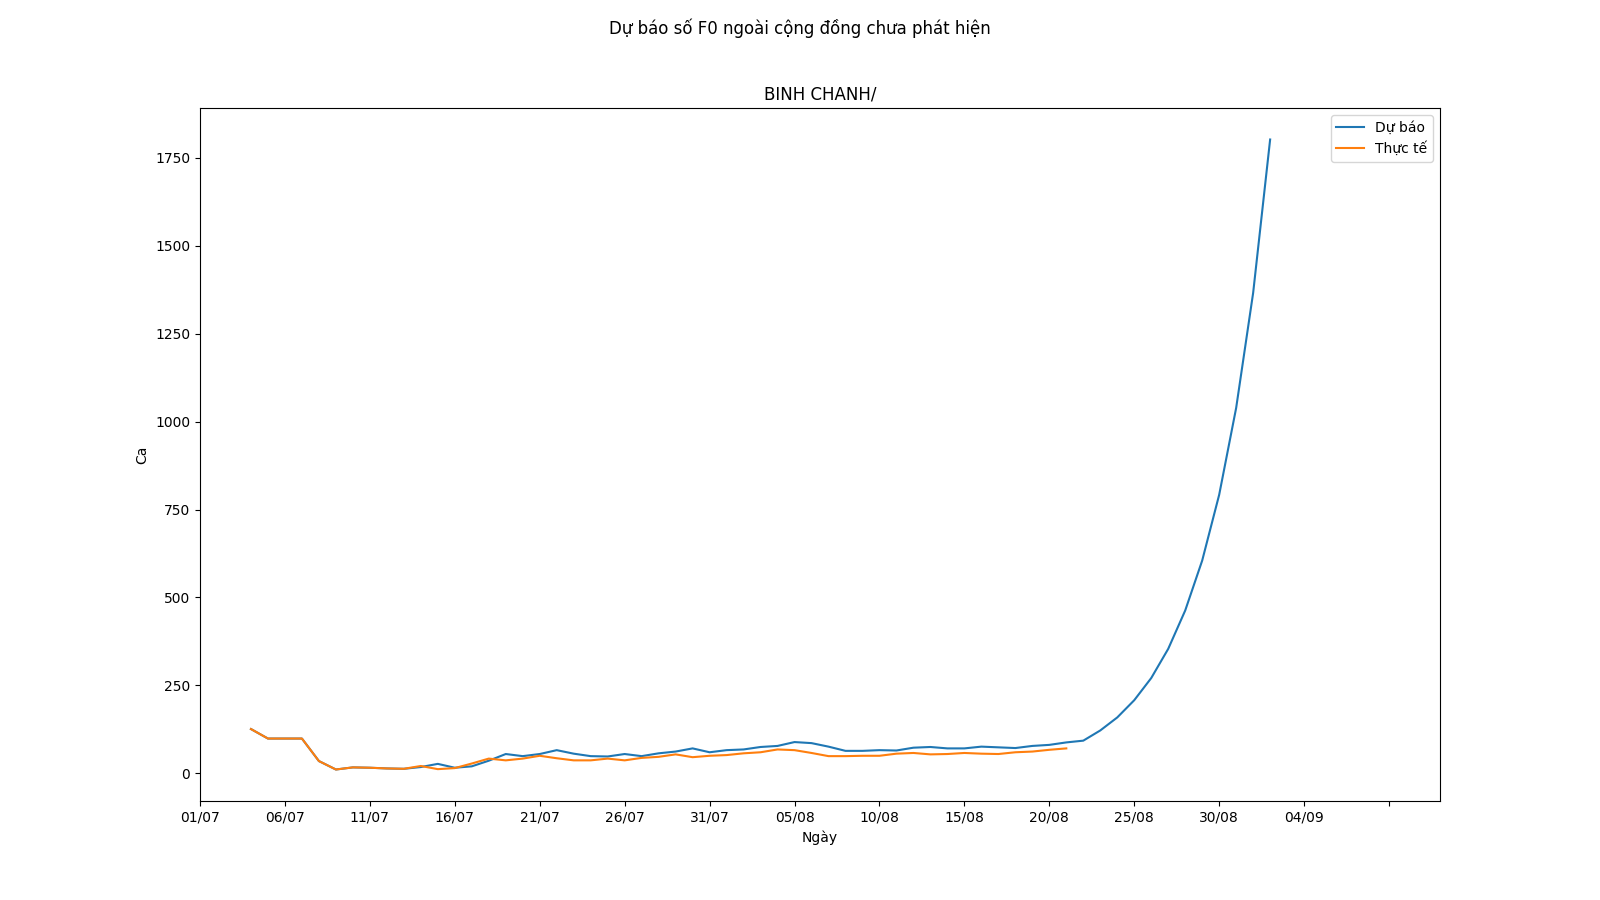 Dự báo số F0 ngoài cộng đồng chưa phát hiện
BINH CHANH/
Dự báo
Thực tế
1750
1500
1250
1000
750
500
250
0
Ca
01/07 06/07 11/07 16/07 21/07 26/07 31/07 05/08 10/08 15/08 20/08 25/08 30/08 04/09
Ngày